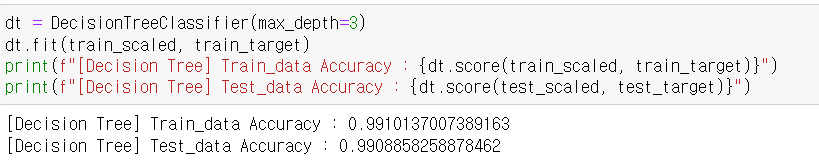 dt = DecisionTreeClassifier(max_depth=3)
dt.fit(train_scaled, train_target)
print(f"[Decision Tree] Train_data Accuracy : {dt.score(train_scaled, train_target)}")
print(f"[Decision Tree] Test_data Accuracy : {dt.score(test_scaled, test_target)}")
[Decision Tree] Train_data Accuracy : 0.9910137007389163
[Decision Tree] Test_data Accuracy : 0.9908858258878462